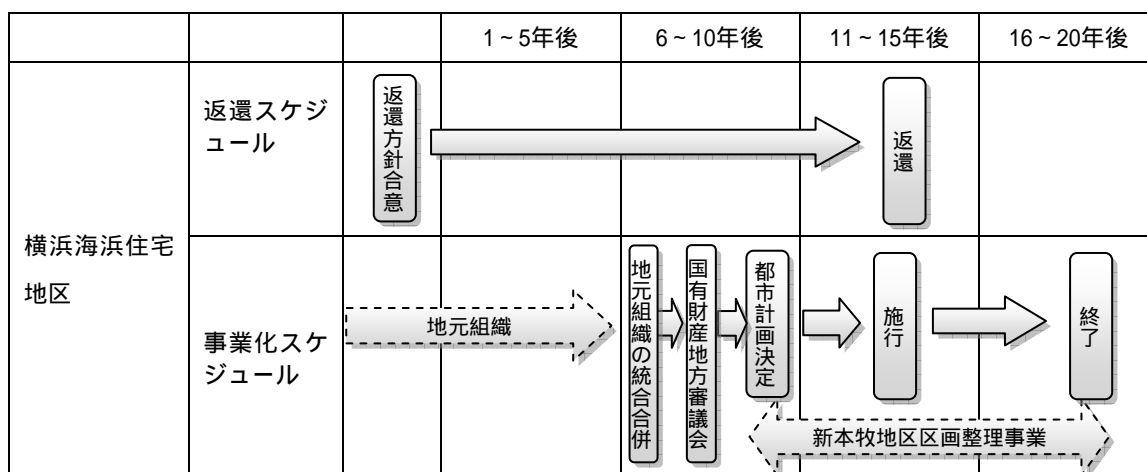 1～5年後
6～10年後
11～15年後
16～20年後
横浜海浜住宅
地区
返還スケジ
ュール
返還方針合意
返還
事業化スケ
ジュール
地元組織
地元組織の統合合併
国有財産地方審議会
都市計画決定
施行
終了
新本牧地区区画整理事業